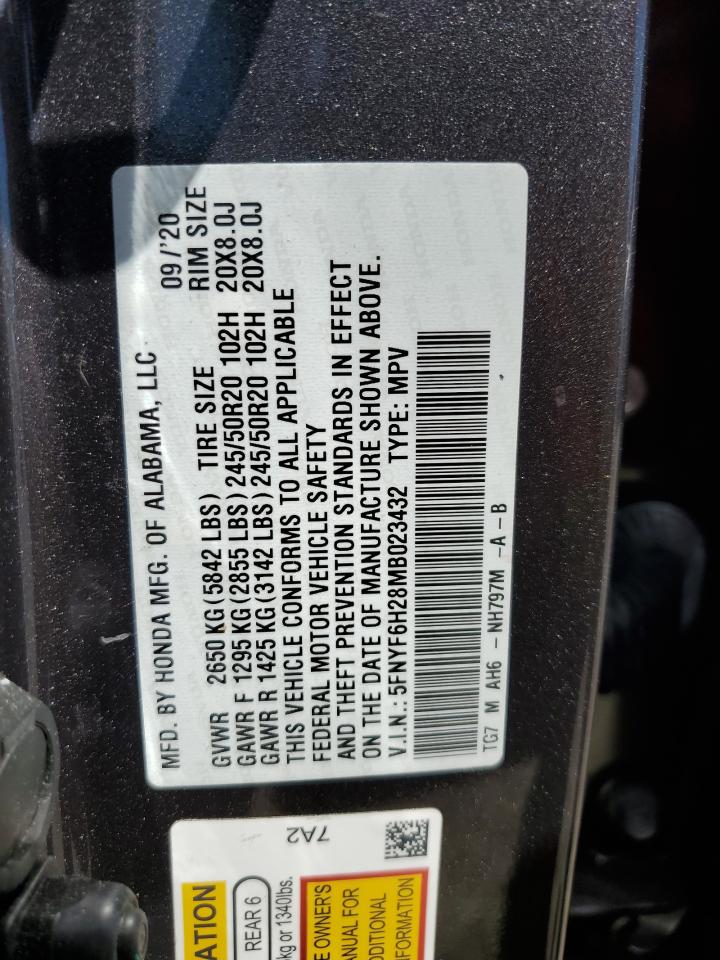 MFD. BY HONDA MFG. OF ALABAMA, LLC 09/'20
GVWR 2650 KG (5842 LBS) TIRE SIZE RIM SIZE
GAWR F 1295 KG (2855 LBS) 245/50R20 102H 20X8.0J
GAWR R 1425 KG (3142 LBS) 245/50R20 102H 20X8.0J
THIS VEHICLE CONFORMS TO ALL APPLICABLE
FEDERAL MOTOR VEHICLE SAFETY
AND THEFT PREVENTION STANDARDS IN EFFECT
ON THE DATE OF MANUFACTURE SHOWN ABOVE.
V.I.N.: 5FNYF6H28MB023432 TYPE: MPV
TG7 M AH6 - NH797M -A-B
7A2
ATION
REAR 6
kg or 1340lbs.
E OWNER'S
ANUAL FOR
DDITIONAL
FORMATION